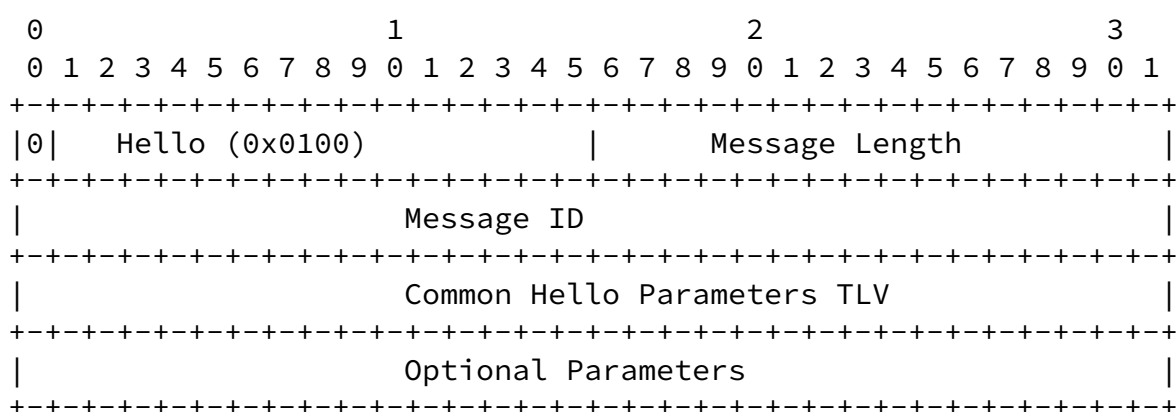 0                   1                   2                   3
 0 1 2 3 4 5 6 7 8 9 0 1 2 3 4 5 6 7 8 9 0 1 2 3 4 5 6 7 8 9 0 1
+-+-+-+-+-+-+-+-+-+-+-+-+-+-+-+-+-+-+-+-+-+-+-+-+-+-+-+-+-+-+-+-+
|0|   Hello (0x0100)            |      Message Length           |
+-+-+-+-+-+-+-+-+-+-+-+-+-+-+-+-+-+-+-+-+-+-+-+-+-+-+-+-+-+-+-+-+
|                     Message ID                                |
+-+-+-+-+-+-+-+-+-+-+-+-+-+-+-+-+-+-+-+-+-+-+-+-+-+-+-+-+-+-+-+-+
|                     Common Hello Parameters TLV               |
+-+-+-+-+-+-+-+-+-+-+-+-+-+-+-+-+-+-+-+-+-+-+-+-+-+-+-+-+-+-+-+-+
|                     Optional Parameters                       |
+-+-+-+-+-+-+-+-+-+-+-+-+-+-+-+-+-+-+-+-+-+-+-+-+-+-+-+-+-+-+-+-+